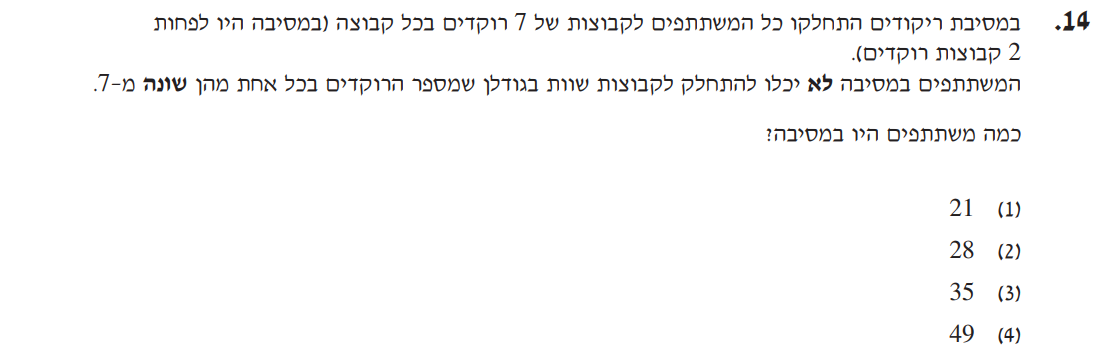 14. במסיבת ריקודים התחלקו כל המשתתפים לקבוצות של 7 רוקדים בכל קבוצה (במסיבה היו לפחות
2 קבוצות רוקדים).
המשתתפים במסיבה לא יכלו להתחלק לקבוצות שוות בגודלן שמספר הרוקדים בכל אחת מהן שונה מ-7.
כמה משתתפים היו במסיבה?
(1) 21
(2) 28
(3) 35
(4) 49